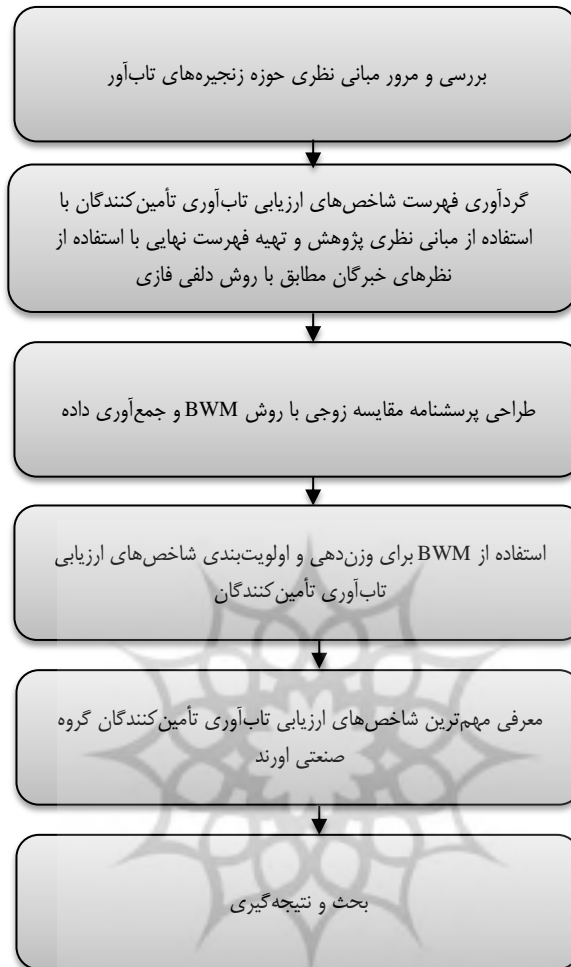 بررسی و مرور مبانی نظری حوزه زنجیره‌های تاب‌آور
گردآوری فهرست شاخص‌های ارزیابی تاب‌آوری تأمین‌کنندگان با
استفاده از مبانی نظری پژوهش و تهیه فهرست نهایی با استفاده از
نظرهای خبرگان مطابق با روش دلفی فازی
طراحی پرسشنامه مقایسه زوجی با روش BWM و جمع‌آوری داده
استفاده از BWM برای وزن‌دهی و اولویت‌بندی شاخص‌های ارزیابی
تاب‌آوری تأمین‌کنندگان
معرفی مهم‌ترین شاخص‌های ارزیابی تاب‌آوری تأمین‌کنندگان گروه
صنعتی اورند
بحث و نتیجه‌گیری